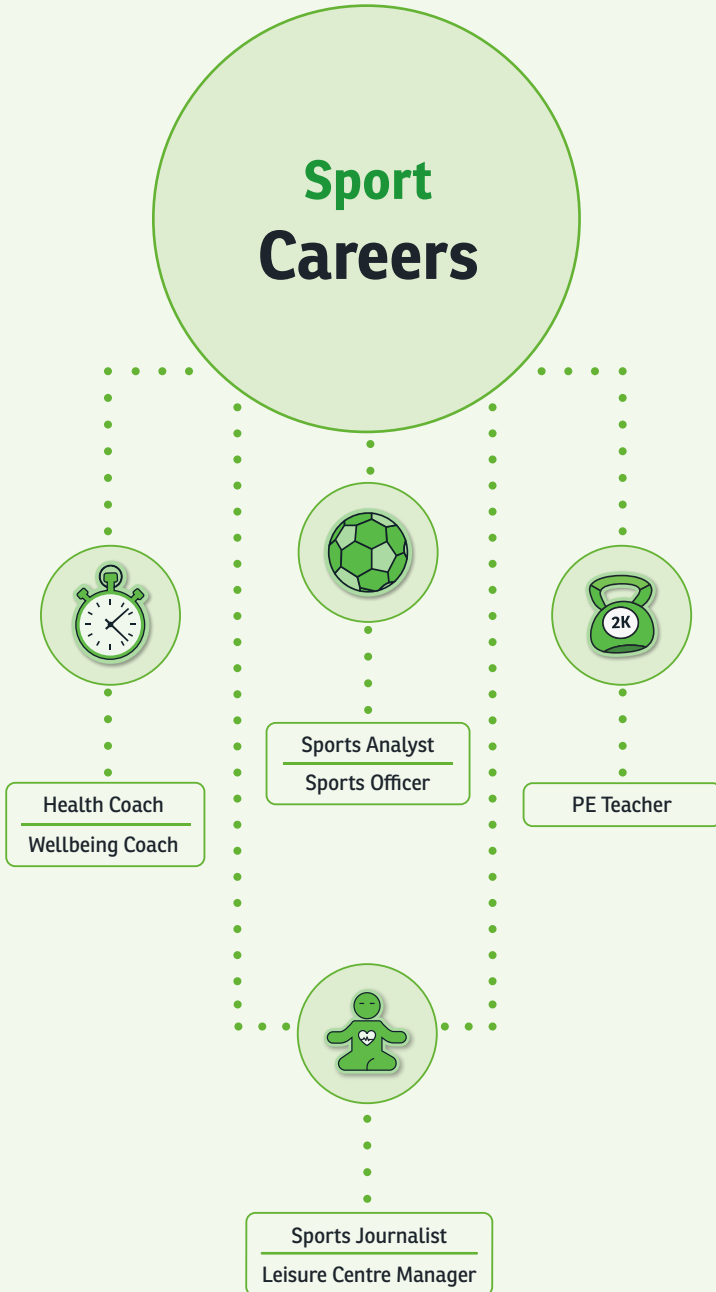 Sport
Careers
2K
Sports Analyst
Sports Officer
Health Coach
Wellbeing Coach
PE Teacher
Sports Journalist
Leisure Centre Manager